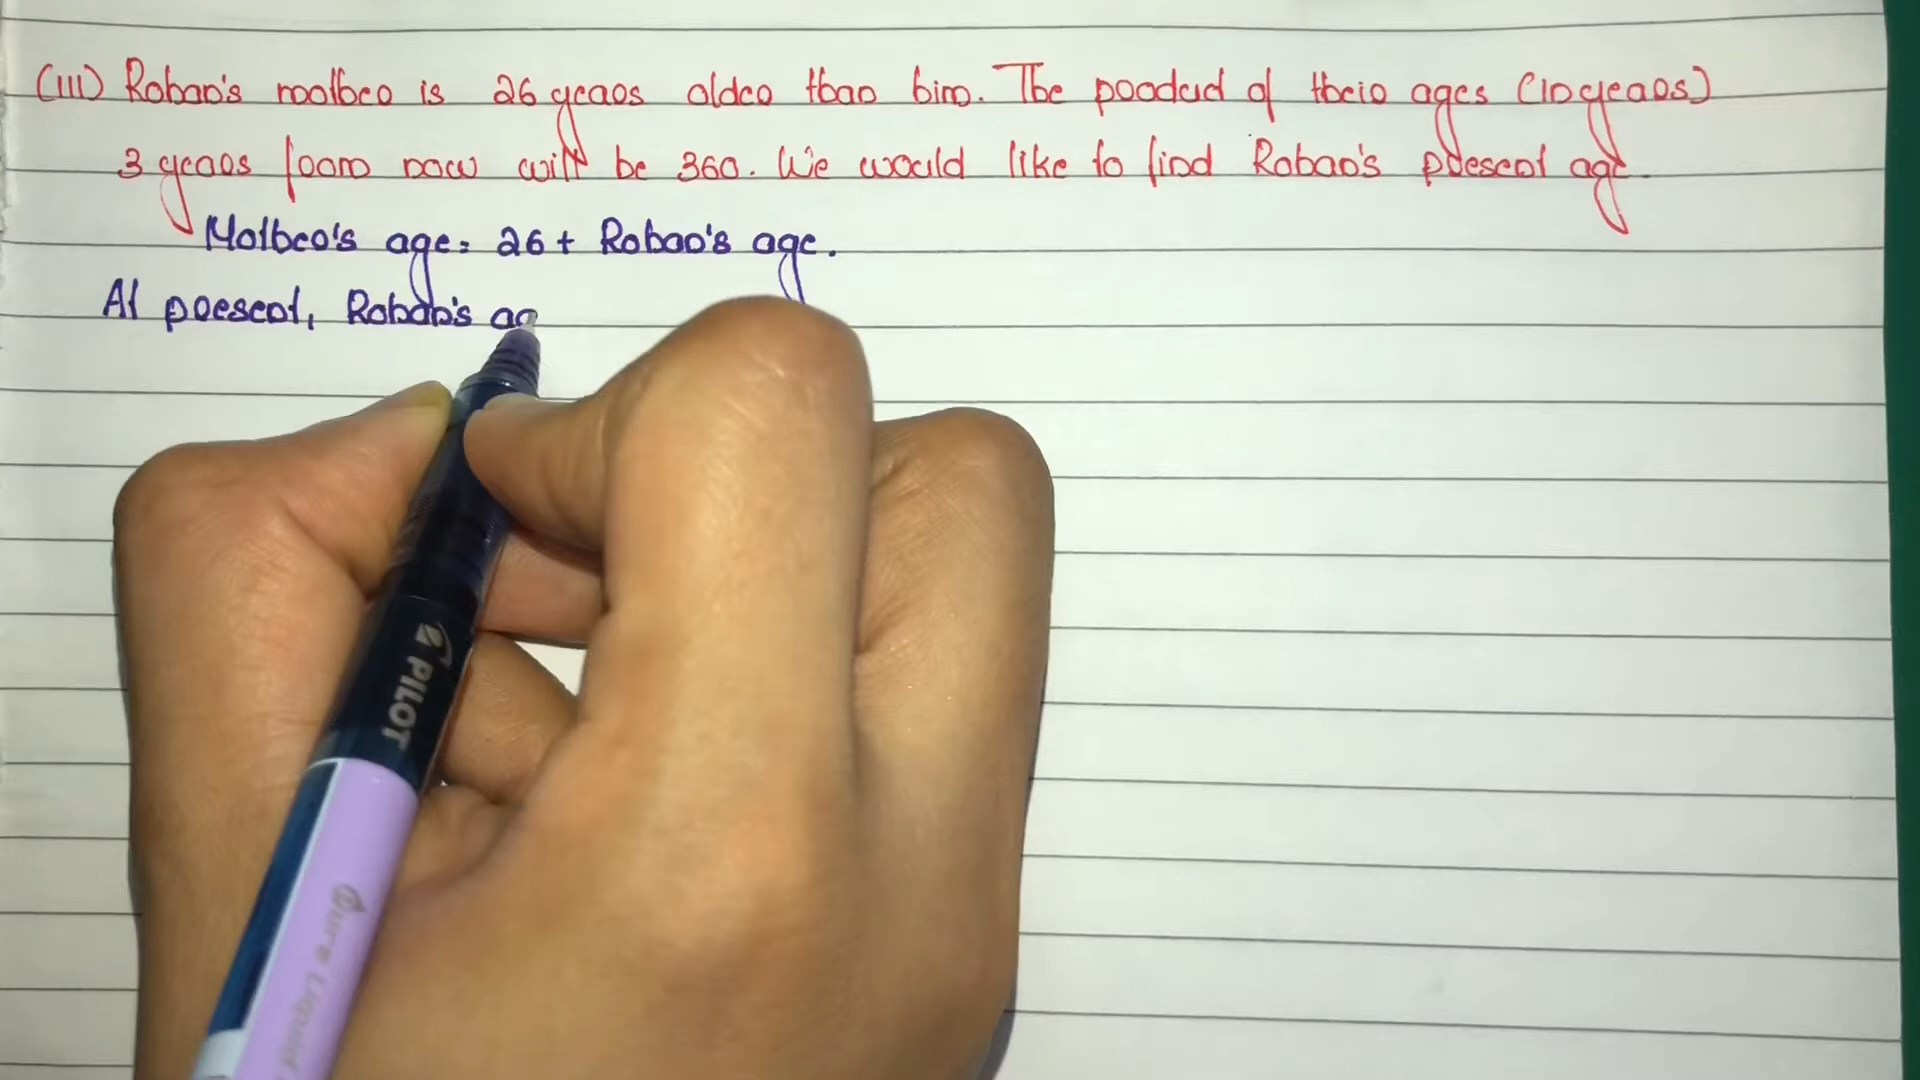 (iii) Rohan's mother is 26 years older than him. The product of their ages (in years)
3 years from now will be 360. We would like to find Rohan's present age.
Mother's age = 26 + Rohan's age.
At present, Rohan's ag
PILOT
Pure Liquid